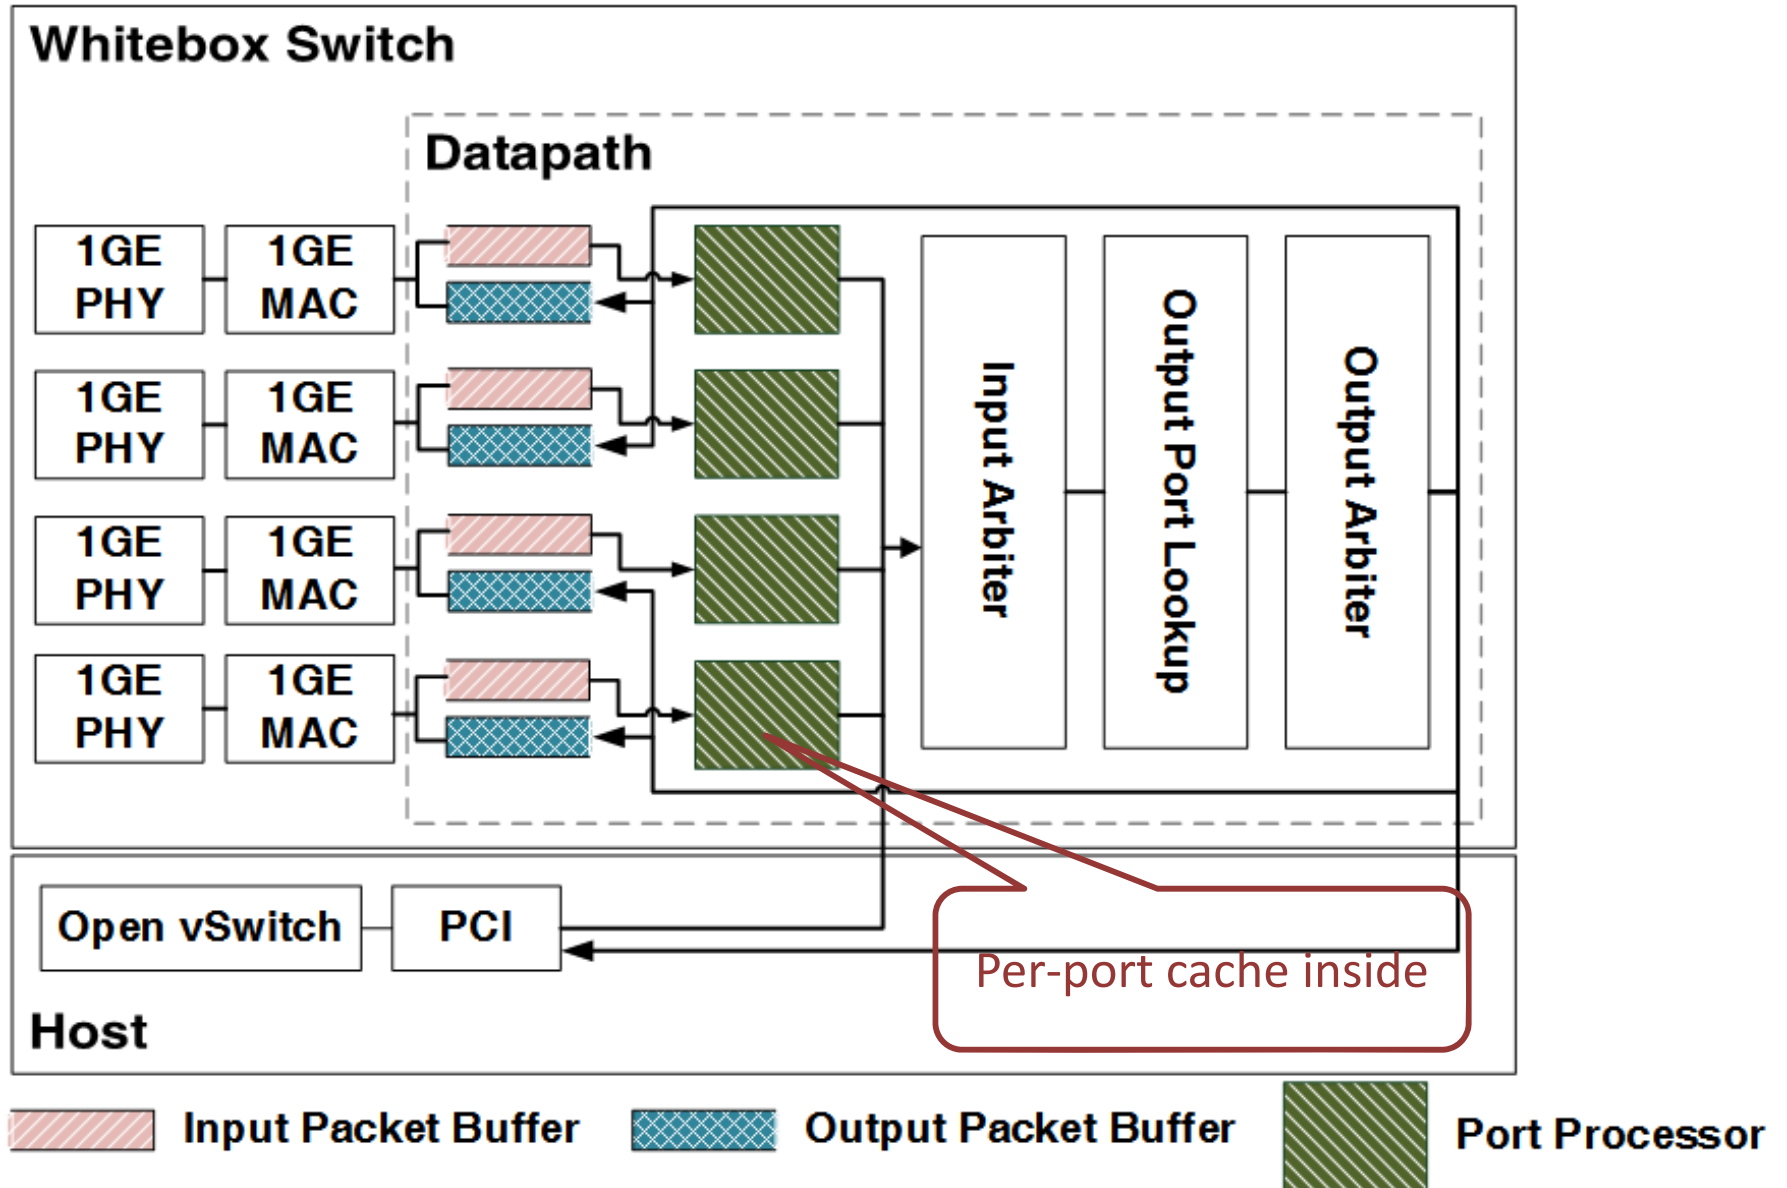 Whitebox Switch
Datapath
1GE
PHY
1GE
MAC
1GE
PHY
1GE
MAC
1GE
PHY
1GE
MAC
1GE
PHY
1GE
MAC
Input Arbiter
Output Port Lookup
Output Arbiter
Open vSwitch
PCI
Per-port cache inside
Host
Input Packet Buffer
Output Packet Buffer
Port Processor